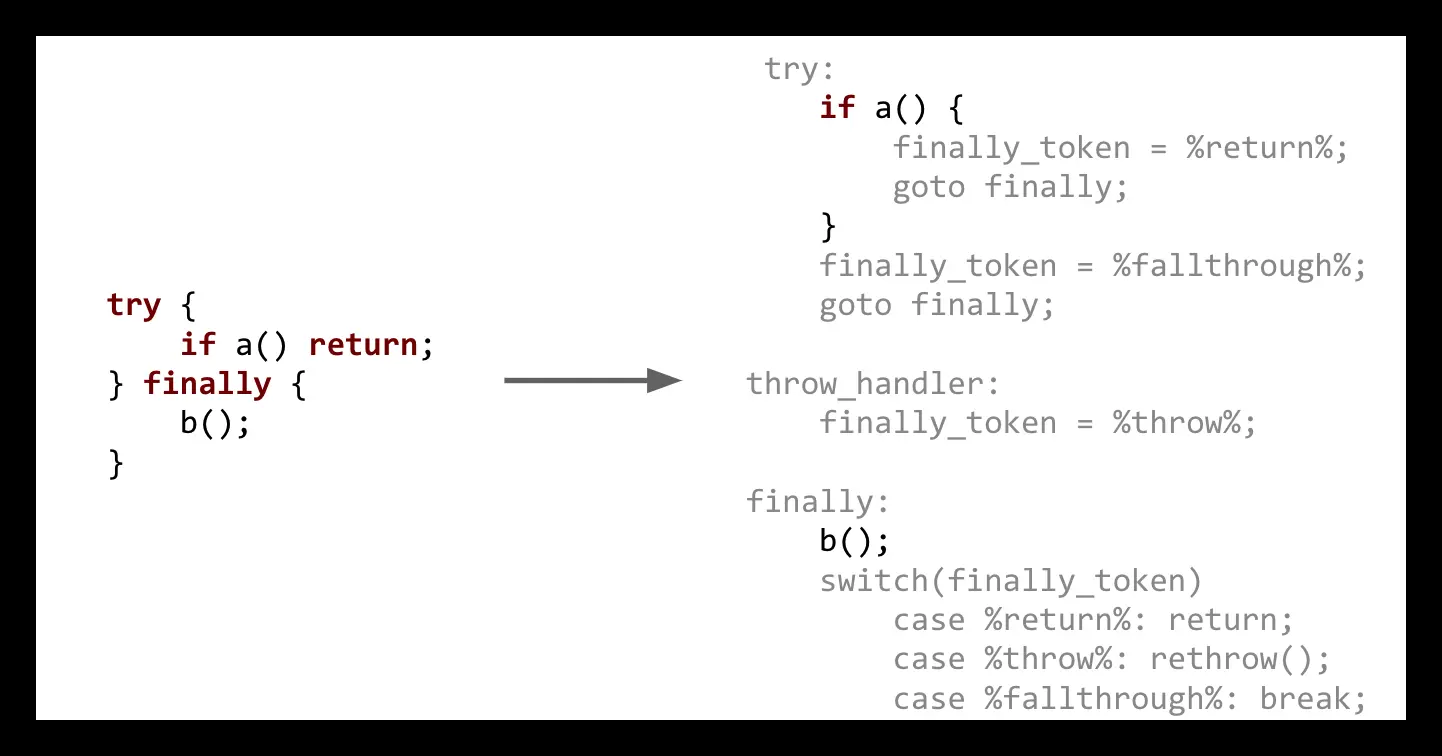 try {
    if a() return;
} finally {
    b();
}
try:
    if a() {
        finally_token = %return%;
        goto finally;
    }
    finally_token = %fallthrough%;
    goto finally;
throw_handler:
    finally_token = %throw%;
finally:
    b();
    switch(finally_token)
        case %return%: return;
        case %throw%: rethrow();
        case %fallthrough%: break;